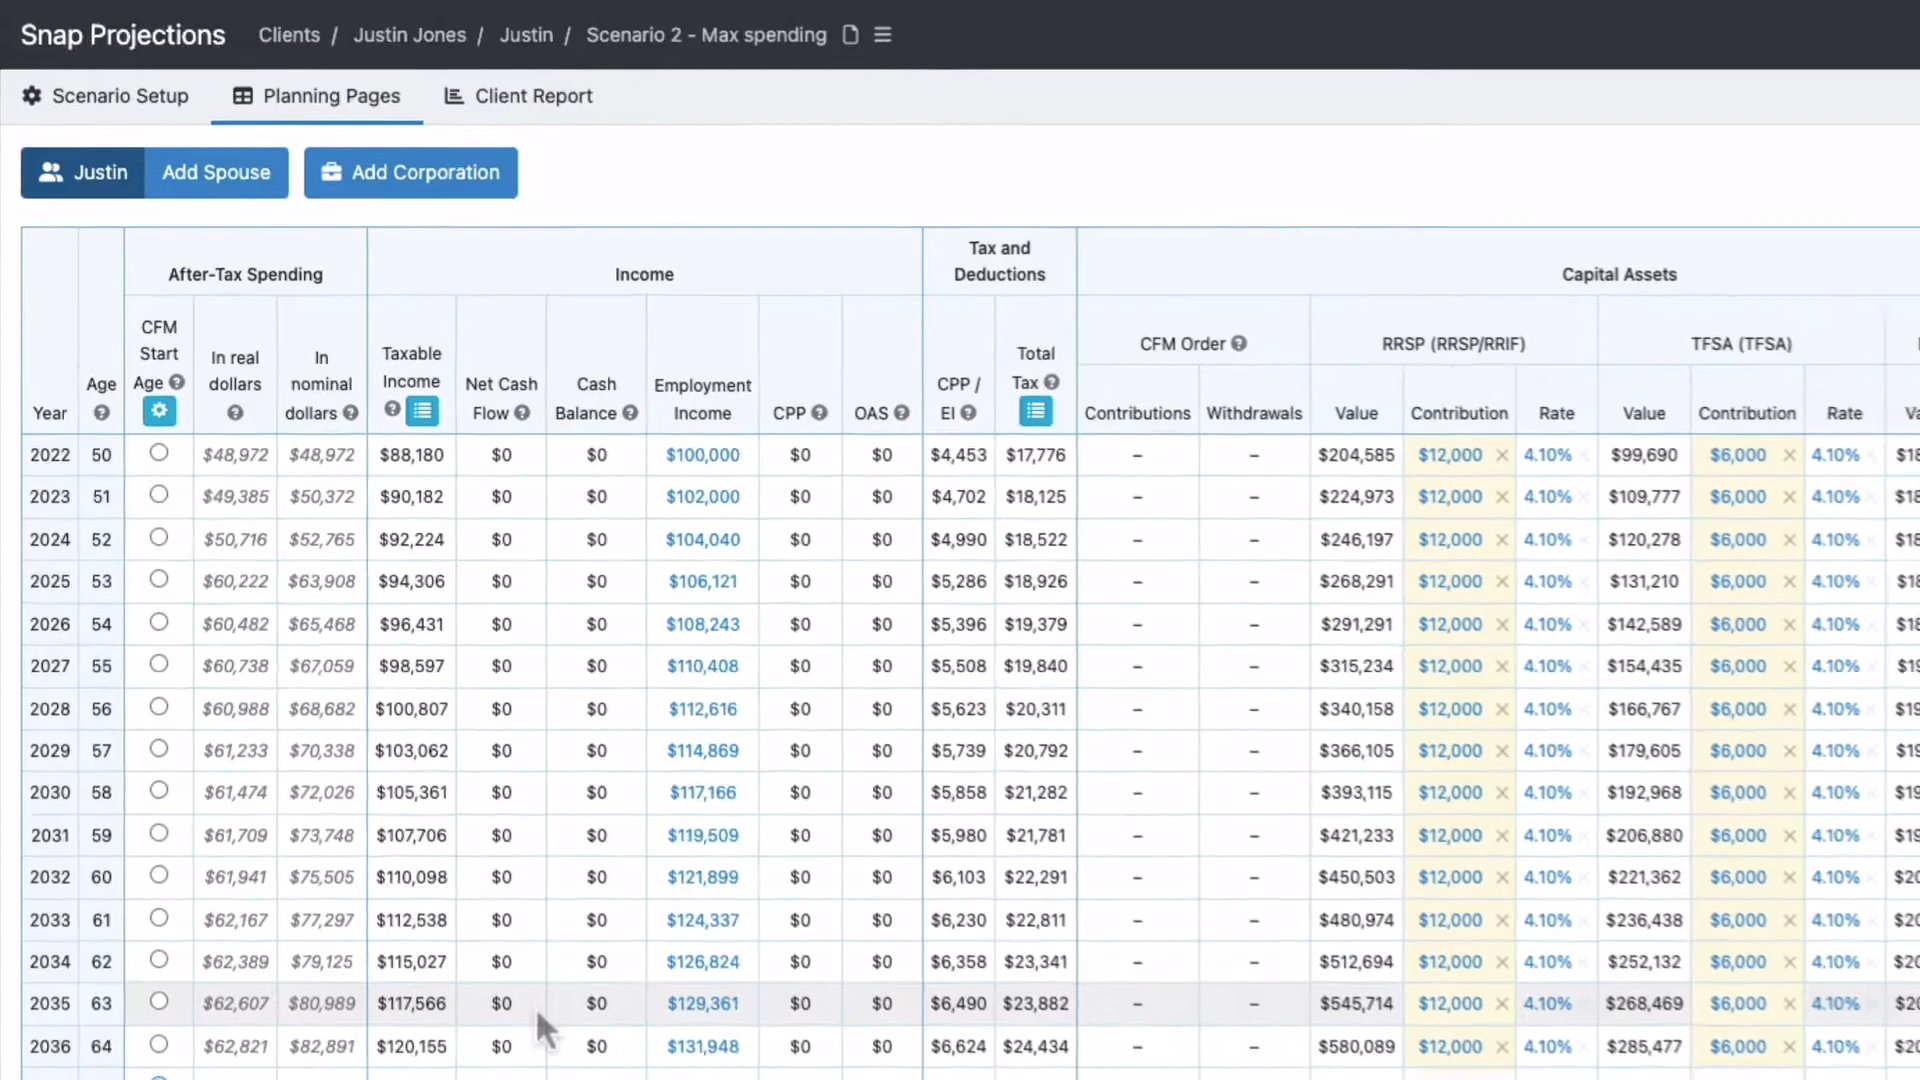 Snap Projections Clients / Justin Jones / Justin / Scenario 2 - Max spending
Scenario Setup Planning Pages Client Report
Justin Add Spouse Add Corporation
After-Tax Spending Income Tax and Deductions Capital Assets
CFM Order RRSP (RRSP/RRIF) TFSA (TFSA)
Year Age CFM Start Age In real dollars In nominal dollars Taxable Income Net Cash Flow Cash Balance Employment Income CPP OAS CPP / EI Total Tax Contributions Withdrawals Value Contribution Rate Value Contribution Rate
2022 50 $48,972 $48,972 $88,180 $0 $0 $100,000 $0 $0 $4,453 $17,776 – – $204,585 $12,000 × 4.10% $99,690 $6,000 × 4.10%
2023 51 $49,385 $50,372 $90,182 $0 $0 $102,000 $0 $0 $4,702 $18,125 – – $224,973 $12,000 × 4.10% $109,777 $6,000 × 4.10%
2024 52 $50,716 $52,765 $92,224 $0 $0 $104,040 $0 $0 $4,990 $18,522 – – $246,197 $12,000 × 4.10% $120,278 $6,000 × 4.10%
2025 53 $60,222 $63,908 $94,306 $0 $0 $106,121 $0 $0 $5,286 $18,926 – – $268,291 $12,000 × 4.10% $131,210 $6,000 × 4.10%
2026 54 $60,482 $65,468 $96,431 $0 $0 $108,243 $0 $0 $5,396 $19,379 – – $291,291 $12,000 × 4.10% $142,589 $6,000 × 4.10%
2027 55 $60,738 $67,059 $98,597 $0 $0 $110,408 $0 $0 $5,508 $19,840 – – $315,234 $12,000 × 4.10% $154,435 $6,000 × 4.10%
2028 56 $60,988 $68,682 $100,807 $0 $0 $112,616 $0 $0 $5,623 $20,311 – – $340,158 $12,000 × 4.10% $166,767 $6,000 × 4.10%
2029 57 $61,233 $70,338 $103,062 $0 $0 $114,869 $0 $0 $5,739 $20,792 – – $366,105 $12,000 × 4.10% $179,605 $6,000 × 4.10%
2030 58 $61,474 $72,026 $105,361 $0 $0 $117,166 $0 $0 $5,858 $21,282 – – $393,115 $12,000 × 4.10% $192,968 $6,000 × 4.10%
2031 59 $61,709 $73,748 $107,706 $0 $0 $119,509 $0 $0 $5,980 $21,781 – – $421,233 $12,000 × 4.10% $206,880 $6,000 × 4.10%
2032 60 $61,941 $75,505 $110,098 $0 $0 $121,899 $0 $0 $6,103 $22,291 – – $450,503 $12,000 × 4.10% $221,362 $6,000 × 4.10%
2033 61 $62,167 $77,297 $112,538 $0 $0 $124,337 $0 $0 $6,230 $22,811 – – $480,974 $12,000 × 4.10% $236,438 $6,000 × 4.10%
2034 62 $62,389 $79,125 $115,027 $0 $0 $126,824 $0 $0 $6,358 $23,341 – – $512,694 $12,000 × 4.10% $252,132 $6,000 × 4.10%
2035 63 $62,607 $80,989 $117,566 $0 $0 $129,361 $0 $0 $6,490 $23,882 – – $545,714 $12,000 × 4.10% $268,469 $6,000 × 4.10%
2036 64 $62,821 $82,891 $120,155 $0 $0 $131,948 $0 $0 $6,624 $24,434 – – $580,089 $12,000 × 4.10% $285,477 $6,000 × 4.10%